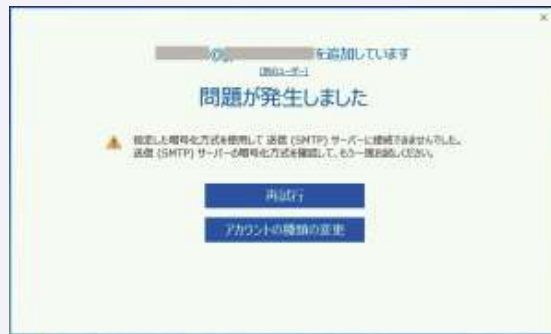 @ を追加しています
問題が発生しました
指定した暗号化方式を使用して 送信 (SMTP) サーバーに接続できませんでした。
送信 (SMTP) サーバーの暗号化方式を確認して、もう一度お試しください。
再試行
アカウントの種類の変更